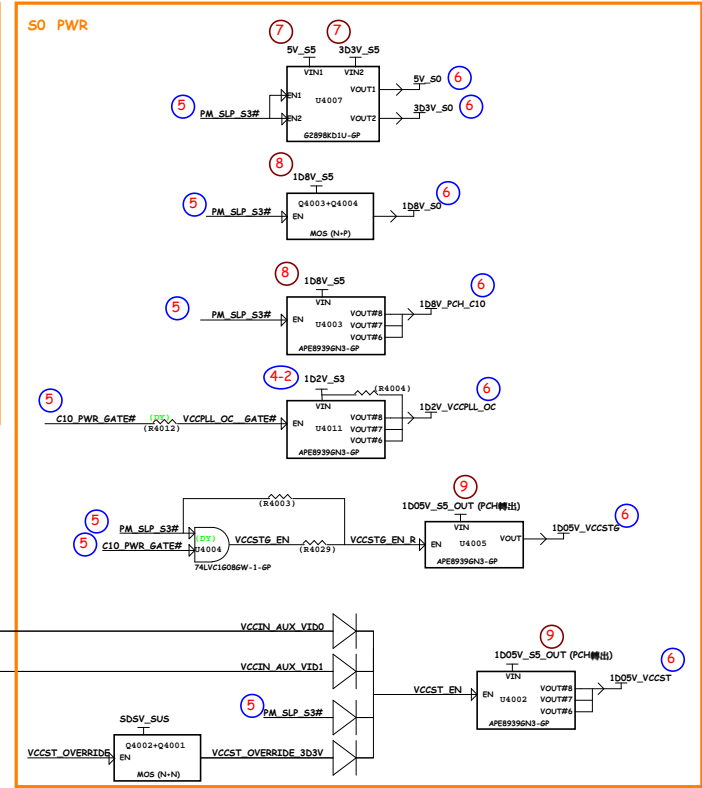 S0 PWR
7 7
5V_S5 3D3V_S5
VIN1 VIN2
VOUT1 5V_S0 6
5 PM_SLP_S3# EN1
U4007
EN2 VOUT2 3D3V_S0 6
G2898KD1U-GP
8
1D8V_S5
5 PM_SLP_S3# EN Q4003+Q4004 1D8V_S0 6
MOS (N+P)
8
1D8V_S5
VIN
5 PM_SLP_S3# EN U4003
VOUT#8 1D8V_PCH_C10 6
VOUT#7
VOUT#6
APE8939GN3-GP
4-2 1D2V_S3
(R4004)
VIN
5 C10_PWR_GATE# (DY) (R4012) VCCPLL_OC_GATE# EN U4011
VOUT#8 1D2V_VCCPLL_OC 6
VOUT#7
VOUT#6
APE8939GN3-GP
9
1D05V_S5_OUT (PCH轉出)
(R4003)
5 PM_SLP_S3#
5 C10_PWR_GATE#
(DY)
U4004
74LVC1G08GW-1-GP
VCCSTG_EN (R4029) VCCSTG_EN_R
VIN
EN U4005 VOUT 1D05V_VCCSTG 6
APE8939GN3-GP
VCCIN_AUX_VID0
VCCIN_AUX_VID1
5 PM_SLP_S3#
9
1D05V_S5_OUT (PCH轉出)
VIN
VCCST_EN EN U4002
VOUT#8 1D05V_VCCST 6
VOUT#7
VOUT#6
APE8939GN3-GP
SDSV_SUS
Q4002+Q4001
VCCST_OVERRIDE EN VCCST_OVERRIDE_3D3V
MOS (N+N)